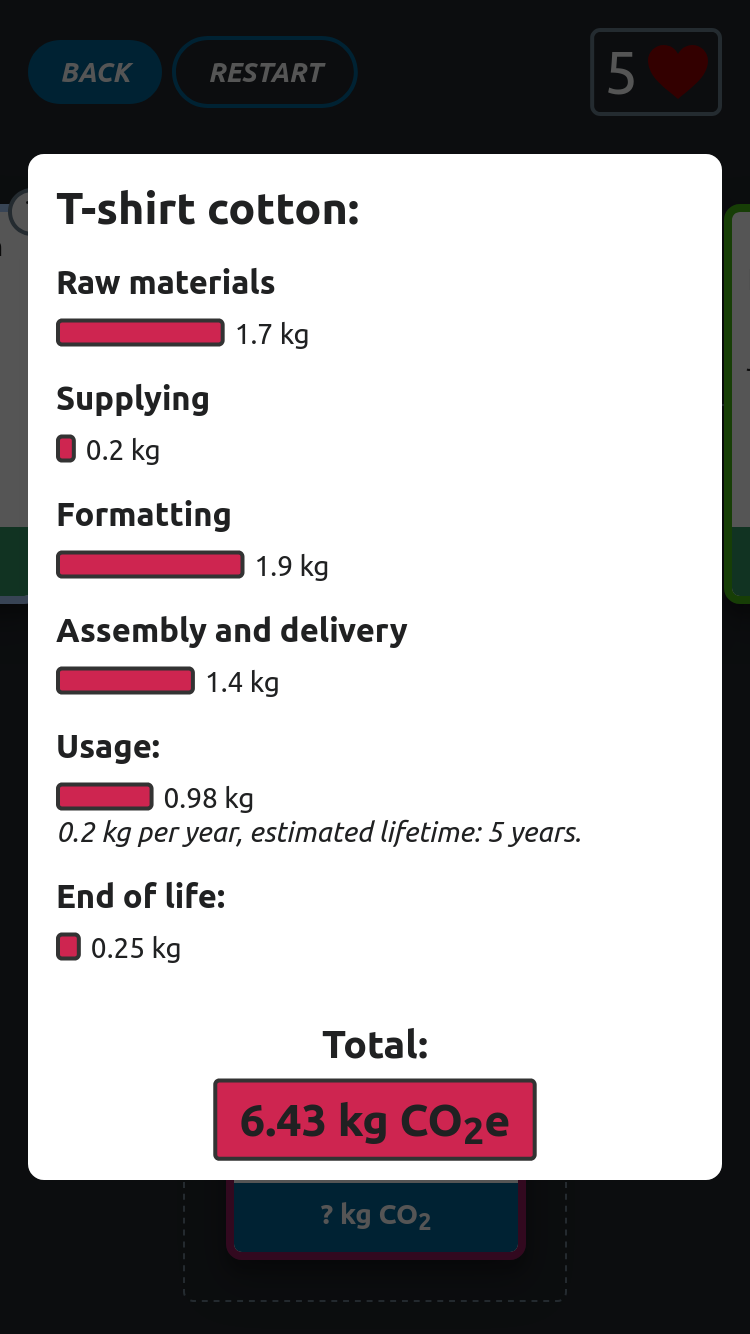 BACK
RESTART
5
T-shirt cotton:
Raw materials
1.7 kg
Supplying
0.2 kg
Formatting
1.9 kg
Assembly and delivery
1.4 kg
Usage:
0.98 kg
0.2 kg per year, estimated lifetime: 5 years.
End of life:
0.25 kg
Total:
6.43 kg CO₂e
? kg CO₂